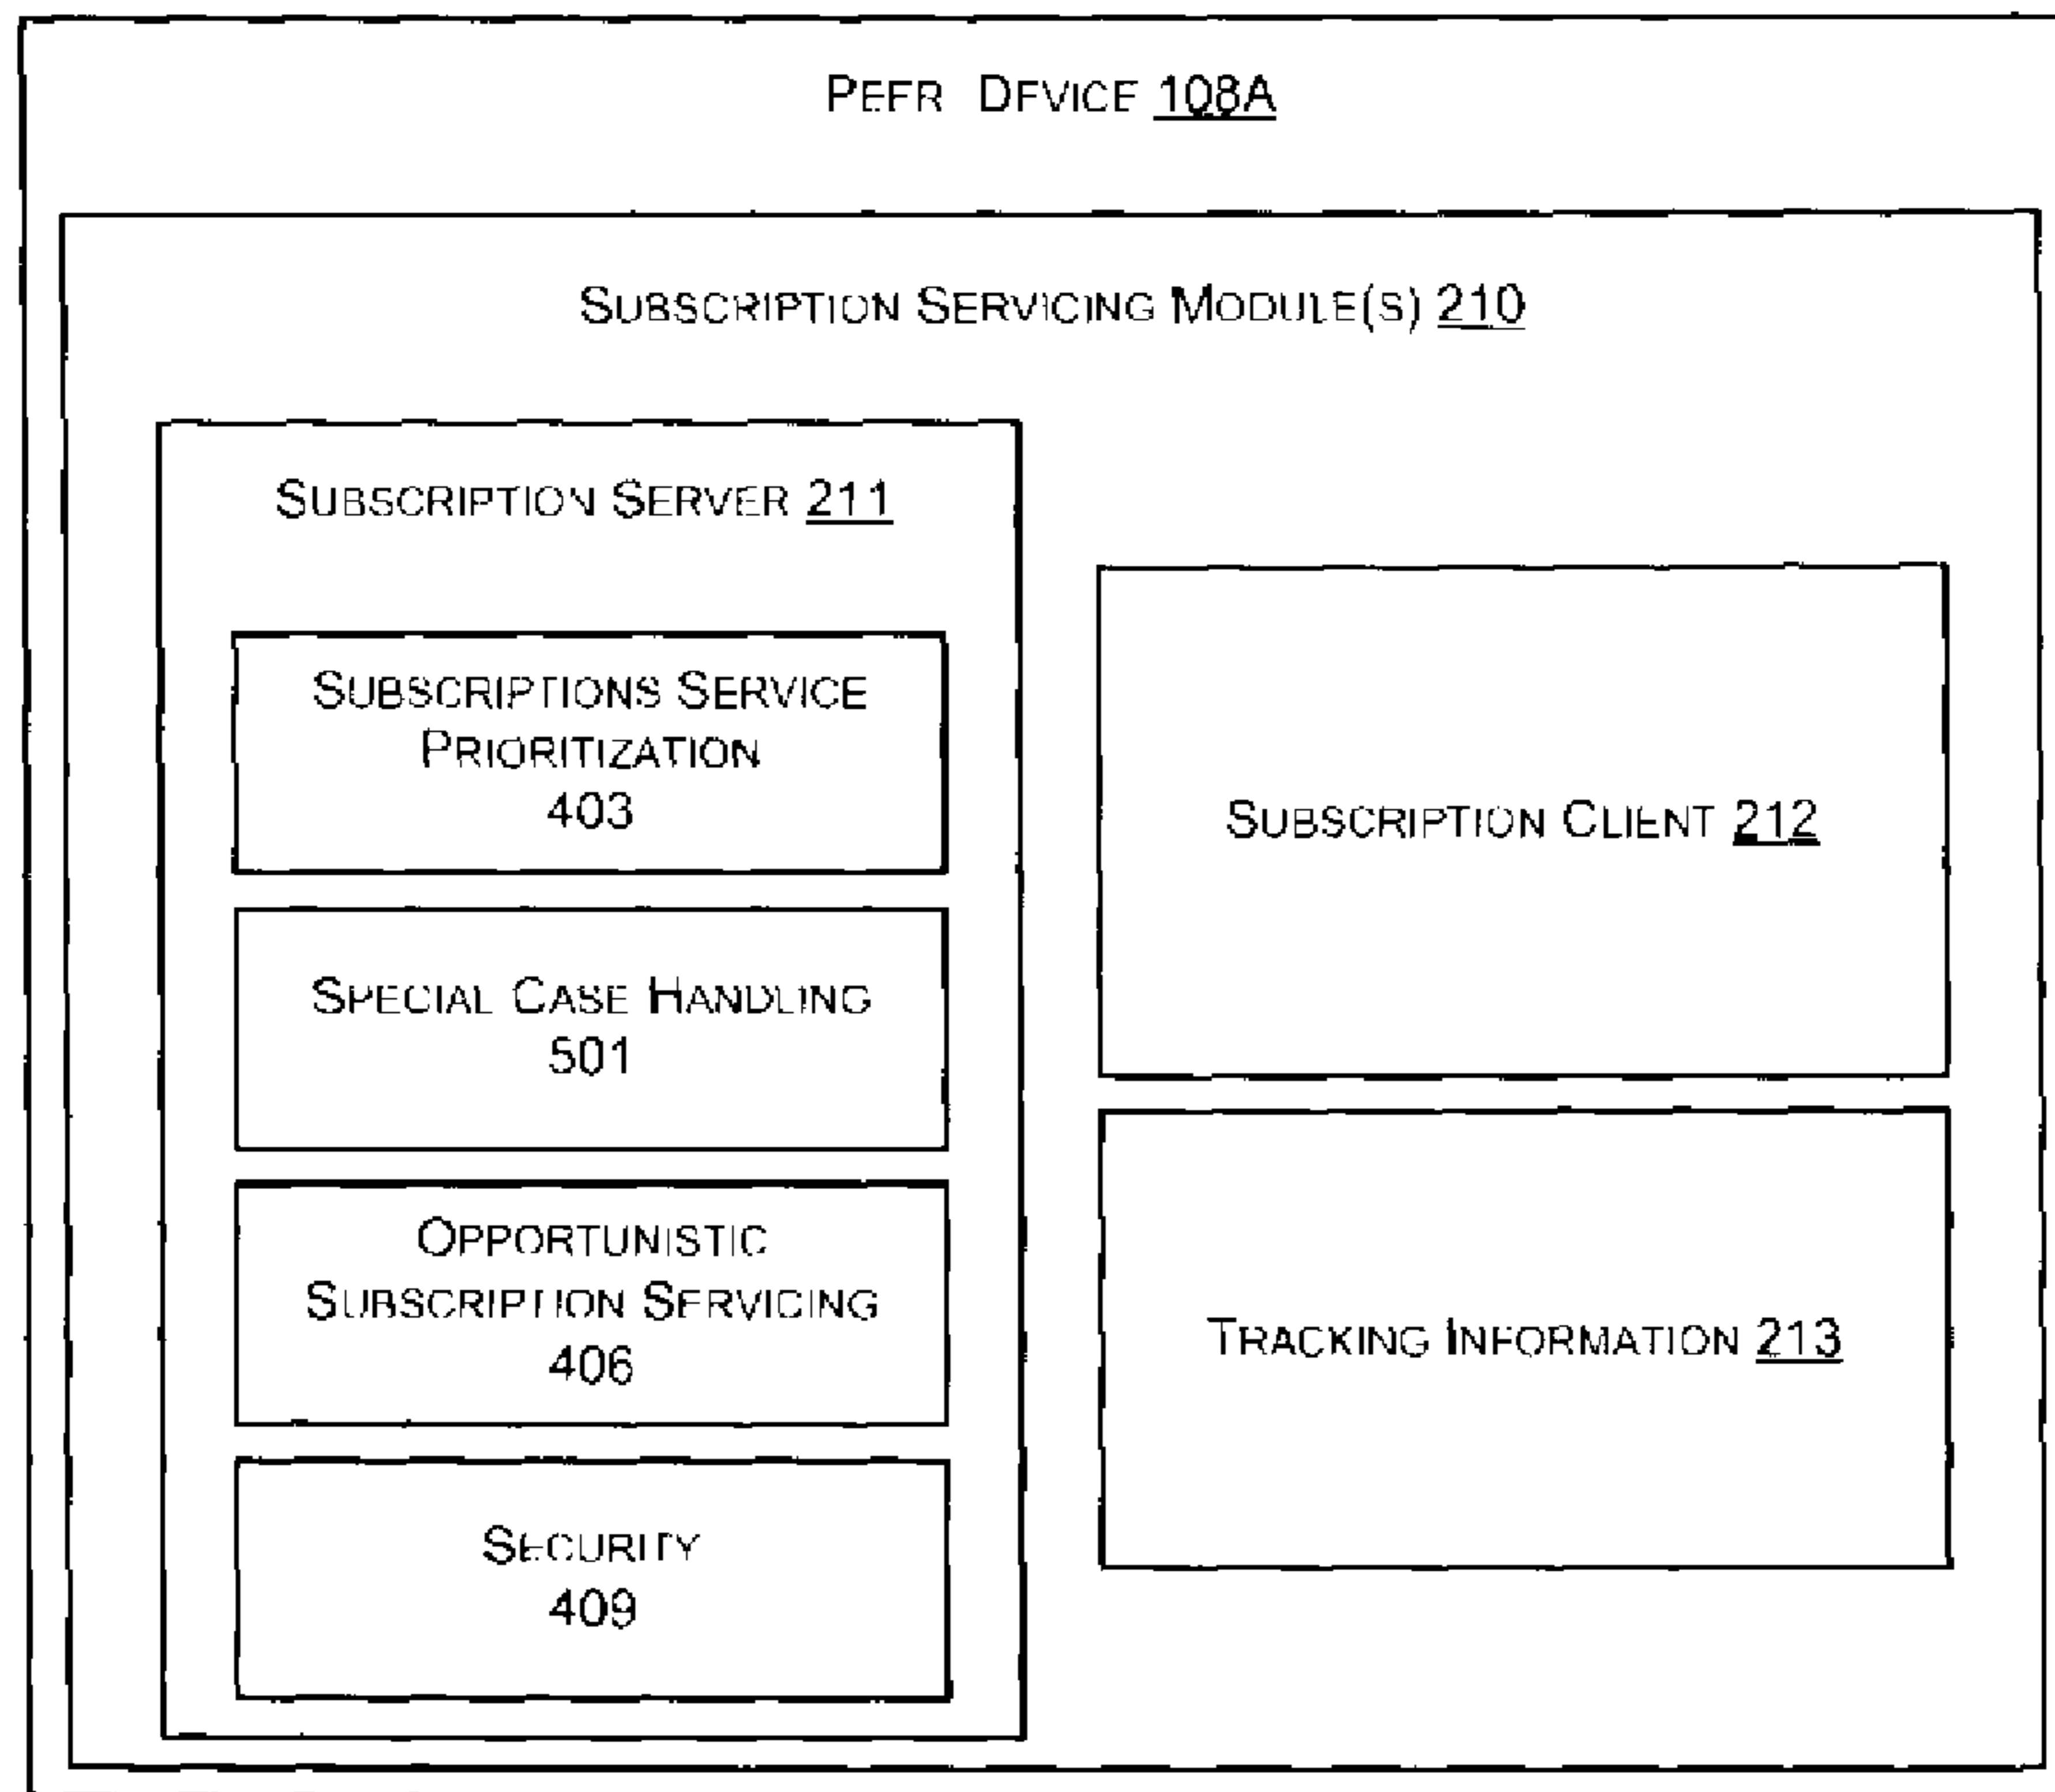 PEER DEVICE 108A
SUBSCRIPTION SERVICING MODULE(S) 210
SUBSCRIPTION SERVER 211
SUBSCRIPTIONS SERVICE
PRIORITIZATION
403
SPECIAL CASE HANDLING
501
OPPORTUNISTIC
SUBSCRIPTION SERVICING
406
SECURITY
409
SUBSCRIPTION CLIENT 212
TRACKING INFORMATION 213